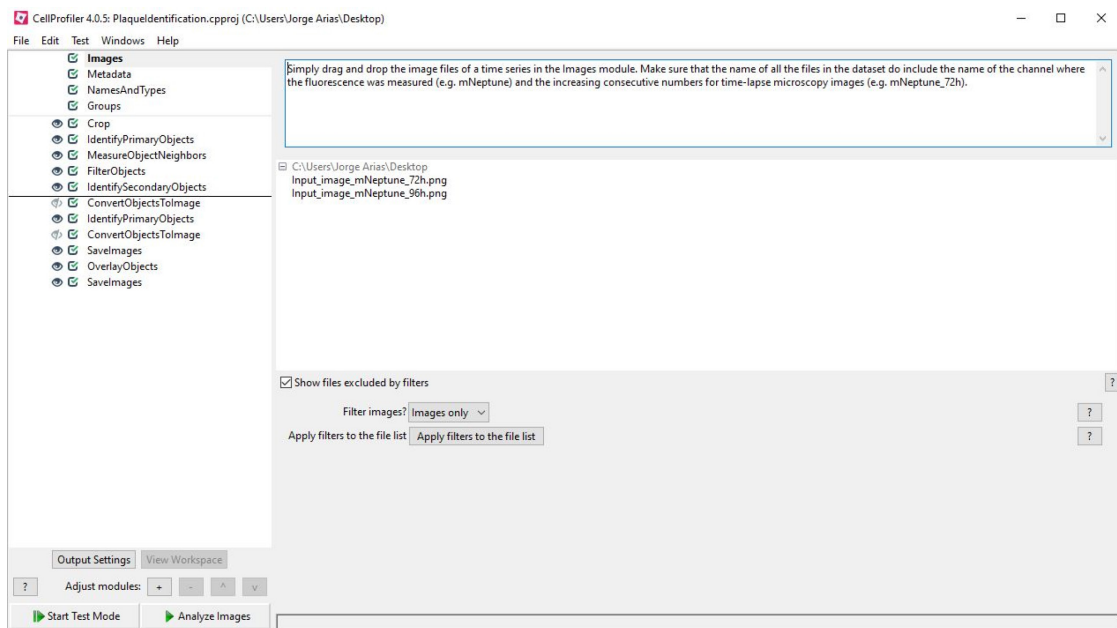 CellProfiler 4.0.5: PlaqueIdentification.cpproj (C:\Users\Jorge Arias\Desktop)
File Edit Test Windows Help
Images
Metadata
NamesAndTypes
Groups
Crop
IdentifyPrimaryObjects
MeasureObjectNeighbors
FilterObjects
IdentifySecondaryObjects
ConvertObjectsToImage
IdentifyPrimaryObjects
ConvertObjectsToImage
SaveImages
OverlayObjects
SaveImages
Output Settings View Workspace
? Adjust modules: + - ^ v
Start Test Mode Analyze Images
Simply drag and drop the image files of a time series in the Images module. Make sure that the name of all the files in the dataset do include the name of the channel where
the fluorescence was measured (e.g. mNeptune) and the increasing consecutive numbers for time-lapse microscopy images (e.g. mNeptune_72h).
C:\Users\Jorge Arias\Desktop
Input_image_mNeptune_72h.png
Input_image_mNeptune_96h.png
Show files excluded by filters ?
Filter images? Images only ?
Apply filters to the file list Apply filters to the file list ?